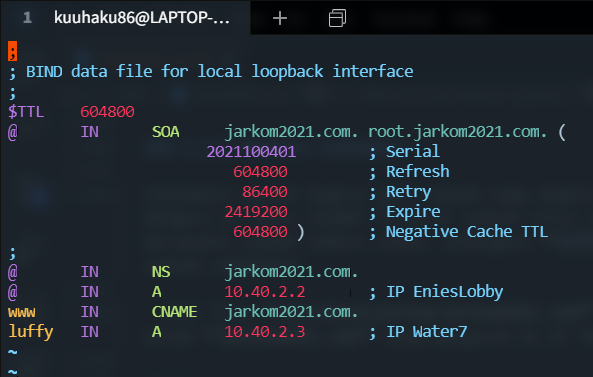 1 kuuhaku86@LAPTOP-...
;
; BIND data file for local loopback interface
;
$TTL 604800
@ IN SOA jarkom2021.com. root.jarkom2021.com. (
2021100401 ; Serial
604800 ; Refresh
86400 ; Retry
2419200 ; Expire
604800 ) ; Negative Cache TTL
;
@ IN NS jarkom2021.com.
@ IN A 10.40.2.2 ; IP EniesLobby
www IN CNAME jarkom2021.com.
luffy IN A 10.40.2.3 ; IP Water7
~
~